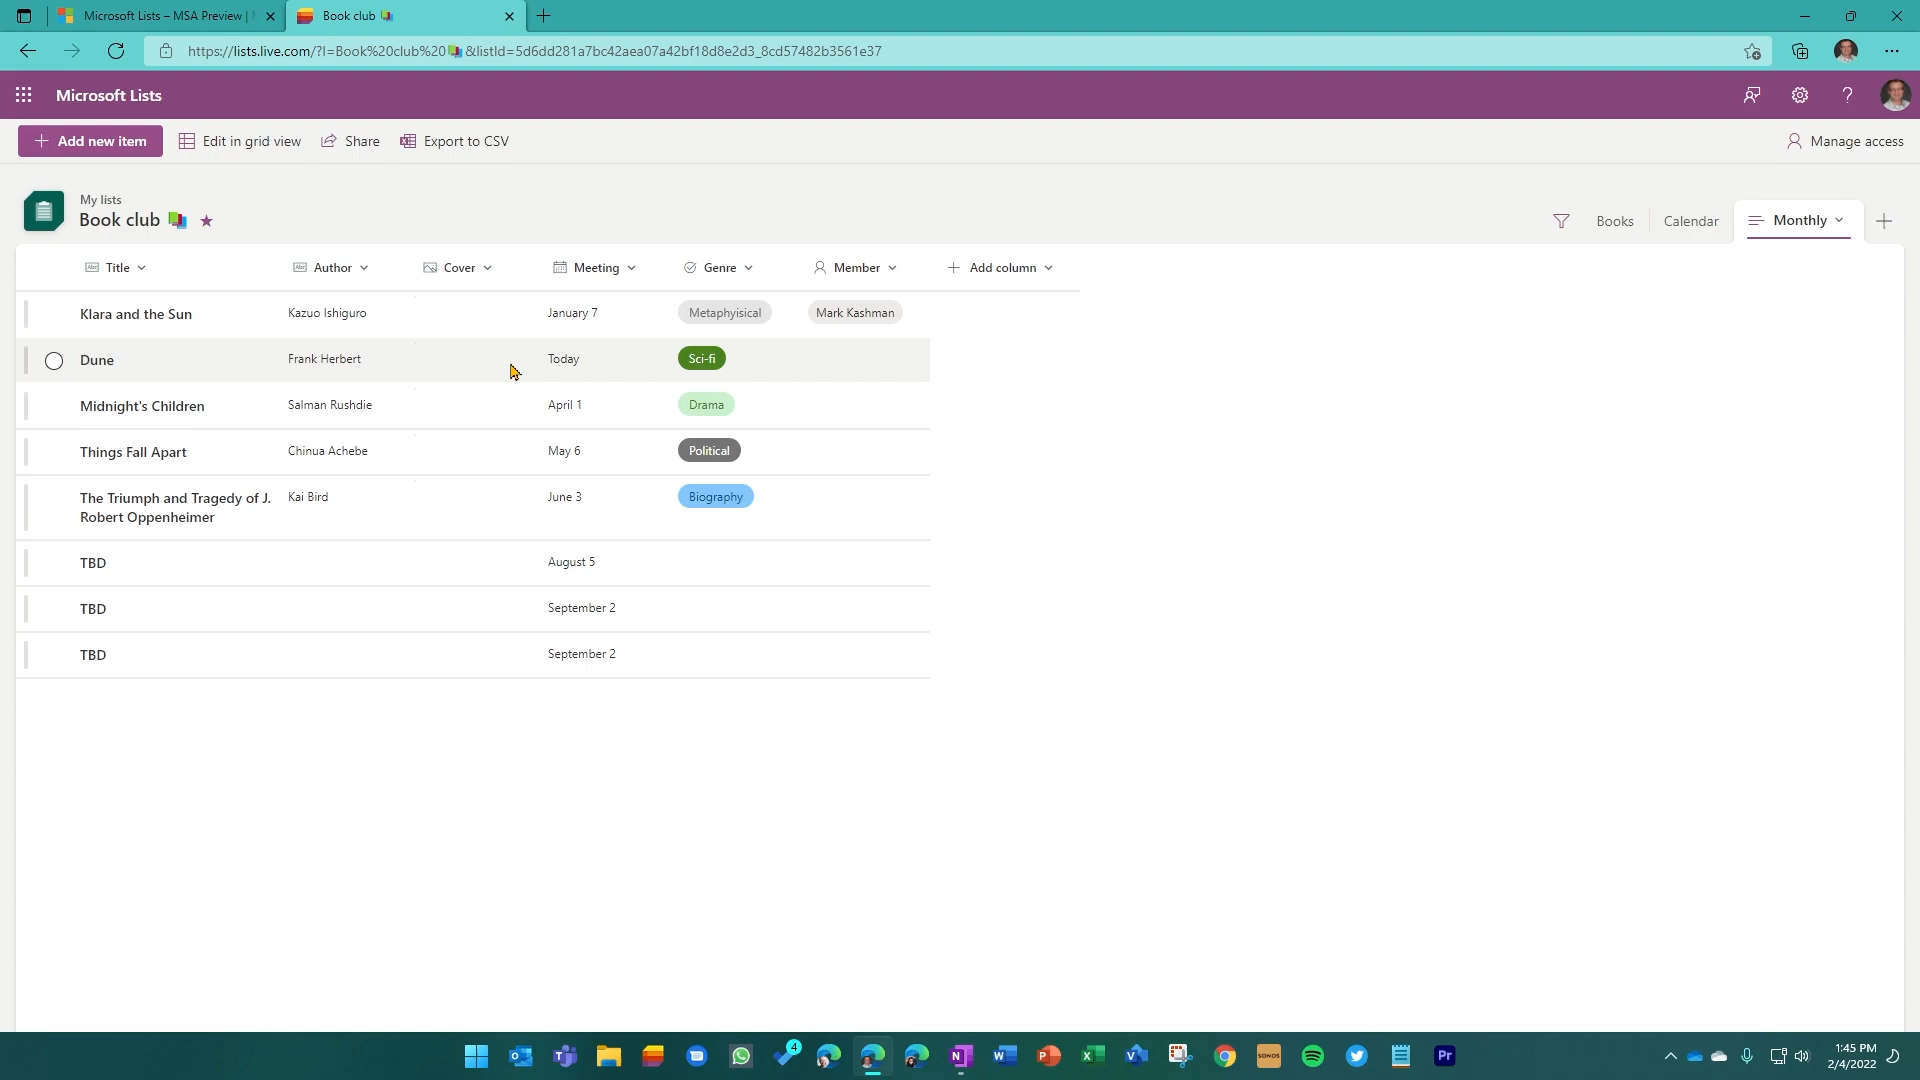 Microsoft Lists – MSA Preview |
Book club
https://lists.live.com/?l=Book%20club%20📚&listId=5d6dd281a7bc42aea07a42bf18d8e2d3_8cd57482b3561e37
Microsoft Lists
Add new item
Edit in grid view
Share
Export to CSV
Manage access
My lists
Book club
Books
Calendar
Monthly
Title
Author
Cover
Meeting
Genre
Member
Add column
Klara and the Sun
Kazuo Ishiguro
January 7
Metaphyisical
Mark Kashman
Dune
Frank Herbert
Today
Sci-fi
Midnight's Children
Salman Rushdie
April 1
Drama
Things Fall Apart
Chinua Achebe
May 6
Political
The Triumph and Tragedy of J.
Robert Oppenheimer
Kai Bird
June 3
Biography
TBD
August 5
TBD
September 2
TBD
September 2
4
SONOS
Pr
1:45 PM
2/4/2022